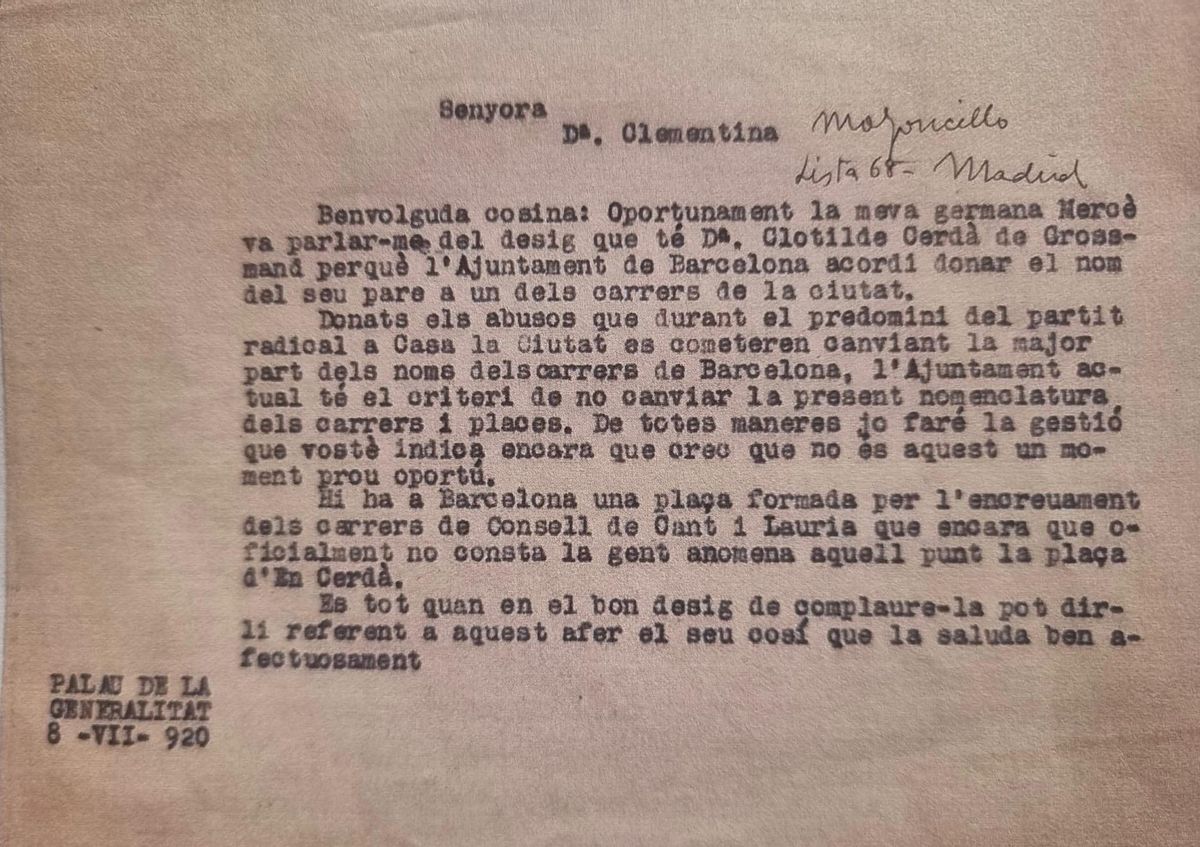 Senyora
Dª. Clementina
Lista 68- Madrid
Benvolguda cosina: Oportunament la meva germana Mercè
va parlar-me del desig que té Dª. Clotilde Cerdà de Gross-
mand perquè l'Ajuntament de Barcelona acordi donar el nom
del seu pare a un dels carrers de la ciutat.
Donats els abusos que durant el predomini del partit
radical a Casa la Ciutat es cometeren canviant la major
part dels noms delscarrers de Barcelona, l'Ajuntament ac-
tual té el criteri de no canviar la present nomenclatura
dels carrers i places. De totes maneres jo faré la gestió
que vostè indica encara que crec que no és aquest un mo-
ment prou oportú.
Hi ha a Barcelona una plaça formada per l'encreuament
dels carrers de Consell de Cant i Lauria que encara que o-
ficialment no consta la gent anomena aquell punt la plaça
d'En Cerdà.
Es tot quan en el bon desig de complaure-la pot dir-
li referent a aquest afer el seu cosí que la saluda ben a-
fectuosament
PALAU DE LA
GENERALITAT
8 -VII- 920